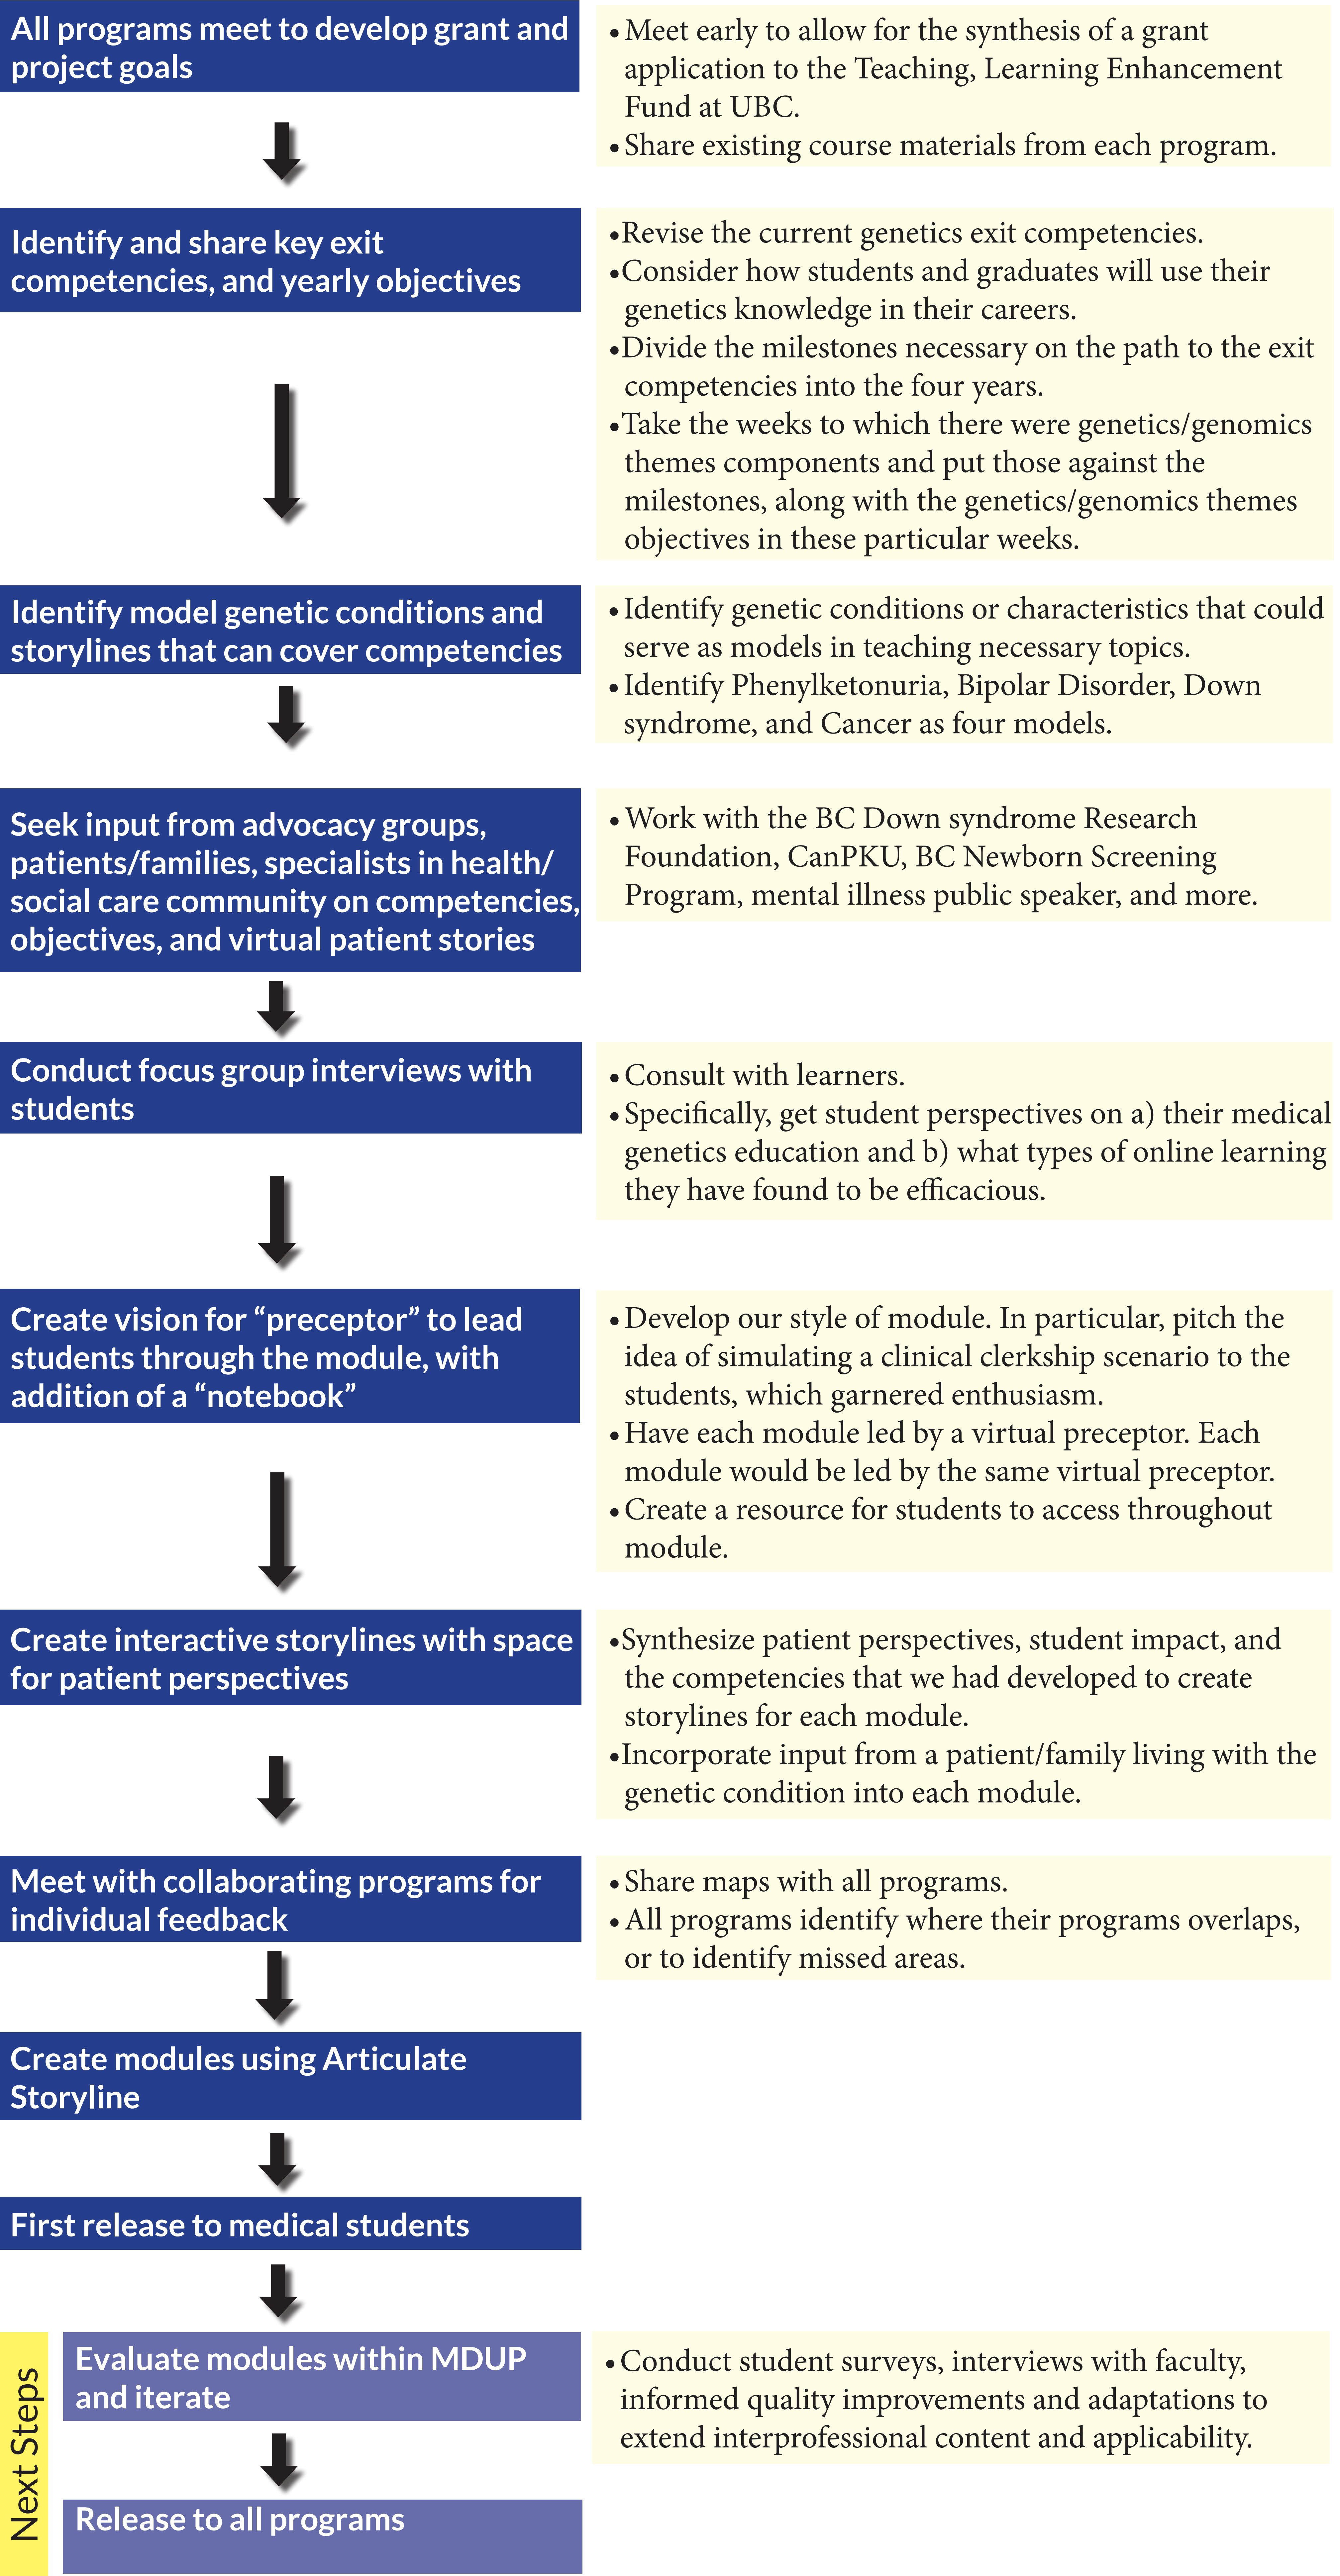 All programs meet to develop grant and
project goals
• Meet early to allow for the synthesis of a grant
application to the Teaching, Learning Enhancement
Fund at UBC.
• Share existing course materials from each program.
Identify and share key exit
competencies, and yearly objectives
•Revise the current genetics exit competencies.
•Consider how students and graduates will use their
genetics knowledge in their careers.
•Divide the milestones necessary on the path to the exit
competencies into the four years.
•Take the weeks to which there were genetics/genomics
themes components and put those against the
milestones, along with the genetics/genomics themes
objectives in these particular weeks.
Identify model genetic conditions and
storylines that can cover competencies
• Identify genetic conditions or characteristics that could
serve as models in teaching necessary topics.
• Identify Phenylketonuria, Bipolar Disorder, Down
syndrome, and Cancer as four models.
Seek input from advocacy groups,
patients/families, specialists in health/
social care community on competencies,
objectives, and virtual patient stories
• Work with the BC Down syndrome Research
Foundation, CanPKU, BC Newborn Screening
Program, mental illness public speaker, and more.
Conduct focus group interviews with
students
• Consult with learners.
• Specifically, get student perspectives on a) their medical
genetics education and b) what types of online learning
they have found to be efficacious.
Create vision for “preceptor” to lead
students through the module, with
addition of a “notebook”
• Develop our style of module. In particular, pitch the
idea of simulating a clinical clerkship scenario to the
students, which garnered enthusiasm.
• Have each module led by a virtual preceptor. Each
module would be led by the same virtual preceptor.
• Create a resource for students to access throughout
module.
Create interactive storylines with space
for patient perspectives
•Synthesize patient perspectives, student impact, and
the competencies that we had developed to create
storylines for each module.
•Incorporate input from a patient/family living with the
genetic condition into each module.
Meet with collaborating programs for
individual feedback
• Share maps with all programs.
• All programs identify where their programs overlaps,
or to identify missed areas.
Create modules using Articulate
Storyline
First release to medical students
Next Steps
Evaluate modules within MDUP
and iterate
• Conduct student surveys, interviews with faculty,
informed quality improvements and adaptations to
extend interprofessional content and applicability.
Release to all programs